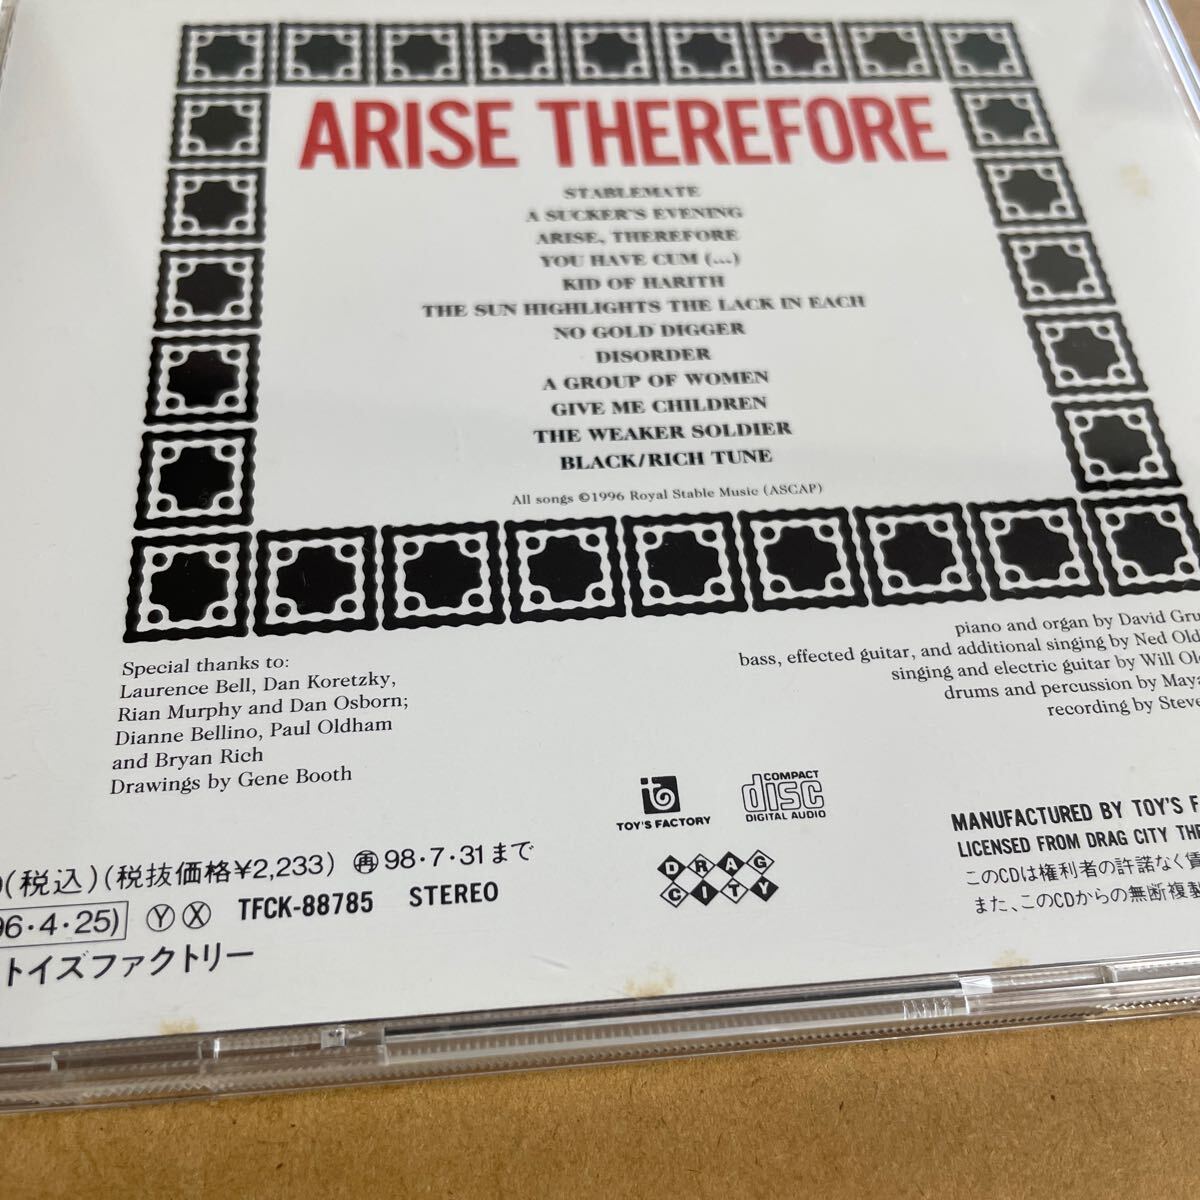 ARISE THEREFORE
STABLEMATE
A SUCKER'S EVENING
ARISE, THEREFORE
YOU HAVE CUM (...)
KID OF HARITH
THE SUN HIGHLIGHTS THE LACK IN EACH
NO GOLD DIGGER
DISORDER
A GROUP OF WOMEN
GIVE ME CHILDREN
THE WEAKER SOLDIER
BLACK/RICH TUNE
All songs ©1996 Royal Stable Music (ASCAP)
Special thanks to:
Laurence Bell, Dan Koretzky,
Rian Murphy and Dan Osborn;
Dianne Bellino, Paul Oldham
and Bryan Rich
Drawings by Gene Booth
piano and organ by David Gru
bass, effected guitar, and additional singing by Ned Old
singing and electric guitar by Will Ol
drums and percussion by Maya
recording by Steve
TOY'S FACTORY
COMPACT
disc
DIGITAL AUDIO
DRAG
CITY
MANUFACTURED BY TOY'S F
LICENSED FROM DRAG CITY THE
このCDは権利者の許諾なく賃
また、このCDからの無断複製
(税込)(税抜価格¥2,233) 再98・7・31まで
96・4・25) Ⓨ Ⓧ TFCK-88785 STEREO
トイズファクトリー